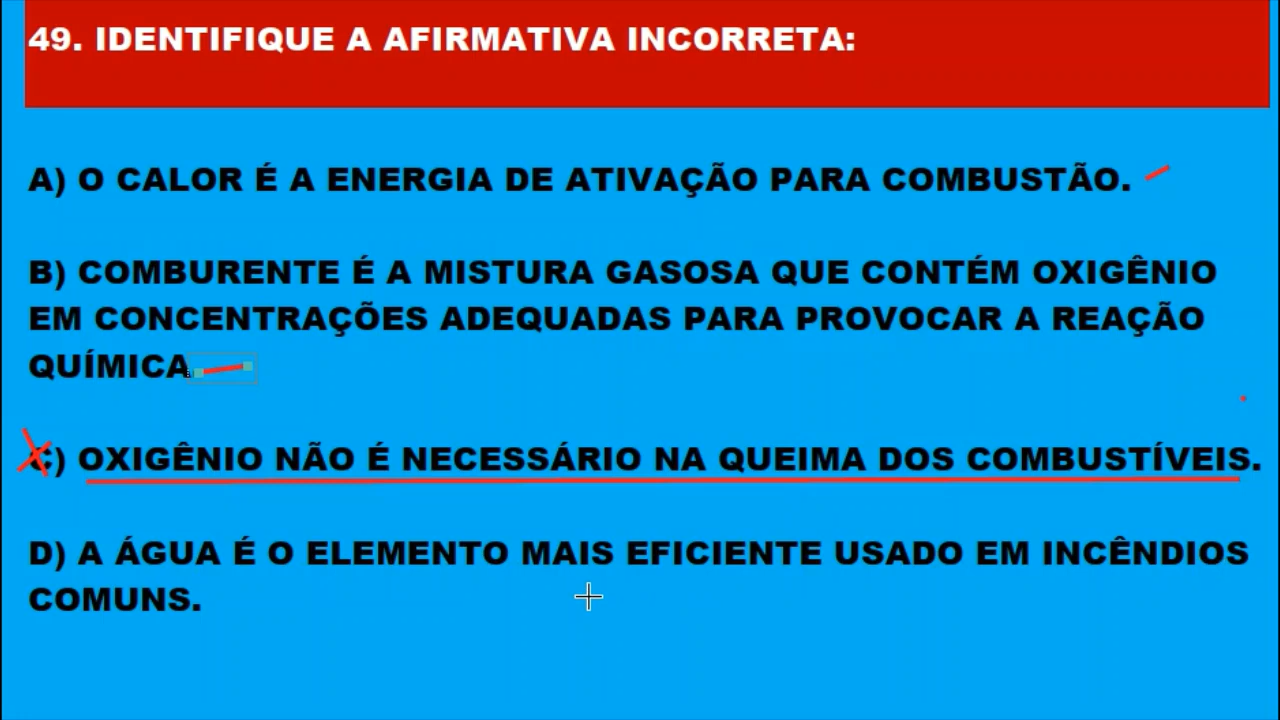 49. IDENTIFIQUE A AFIRMATIVA INCORRETA:
A) O CALOR É A ENERGIA DE ATIVAÇÃO PARA COMBUSTÃO.
B) COMBURENTE É A MISTURA GASOSA QUE CONTÉM OXIGÊNIO
EM CONCENTRAÇÕES ADEQUADAS PARA PROVOCAR A REAÇÃO
QUÍMICA
C) OXIGÊNIO NÃO É NECESSÁRIO NA QUEIMA DOS COMBUSTÍVEIS.
D) A ÁGUA É O ELEMENTO MAIS EFICIENTE USADO EM INCÊNDIOS
COMUNS.